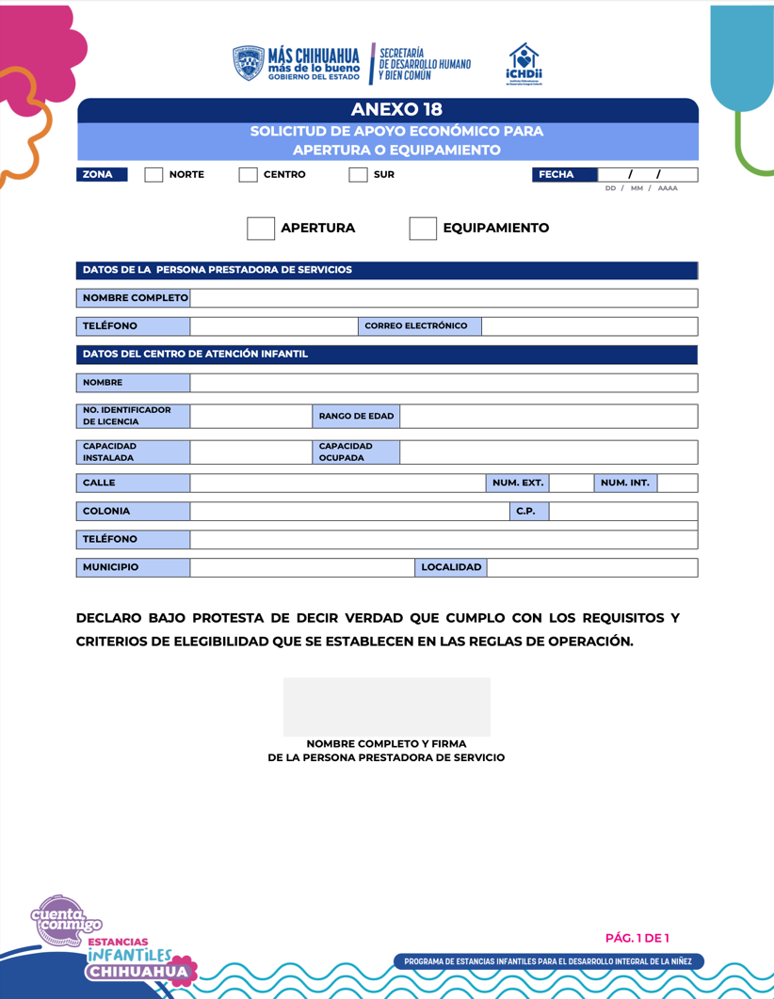 MÁS CHIHUAHUA
más de lo bueno
GOBIERNO DEL ESTADO
SECRETARÍA
DE DESARROLLO HUMANO
Y BIEN COMÚN
iCHDii
ANEXO 18
SOLICITUD DE APOYO ECONÓMICO PARA
APERTURA O EQUIPAMIENTO
ZONA NORTE CENTRO SUR FECHA / /
DD / MM / AAAA
APERTURA EQUIPAMIENTO
DATOS DE LA PERSONA PRESTADORA DE SERVICIOS
NOMBRE COMPLETO
TELÉFONO CORREO ELECTRÓNICO
DATOS DEL CENTRO DE ATENCIÓN INFANTIL
NOMBRE
NO. IDENTIFICADOR
DE LICENCIA
RANGO DE EDAD
CAPACIDAD
INSTALADA
CAPACIDAD
OCUPADA
CALLE NUM. EXT. NUM. INT.
COLONIA C.P.
TELÉFONO
MUNICIPIO LOCALIDAD
DECLARO BAJO PROTESTA DE DECIR VERDAD QUE CUMPLO CON LOS REQUISITOS Y
CRITERIOS DE ELEGIBILIDAD QUE SE ESTABLECEN EN LAS REGLAS DE OPERACIÓN.
NOMBRE COMPLETO Y FIRMA
DE LA PERSONA PRESTADORA DE SERVICIO
cuenta
conmigo
ESTANCIAS
iNFANTiLES
CHIHUAHUA
PÁG. 1 DE 1
PROGRAMA DE ESTANCIAS INFANTILES PARA EL DESARROLLO INTEGRAL DE LA NIÑEZ